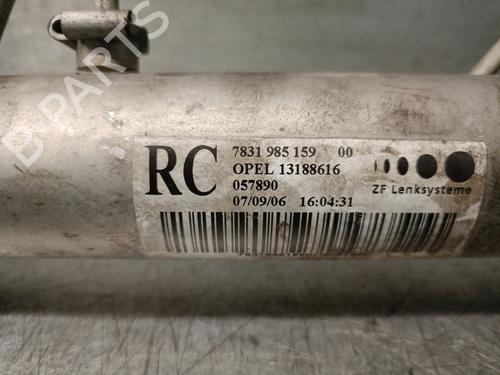 RC
7831 985 159 00
OPEL 13188616
057890
07/09/06 16:04:31
ZF Lenksysteme
B-PARTS